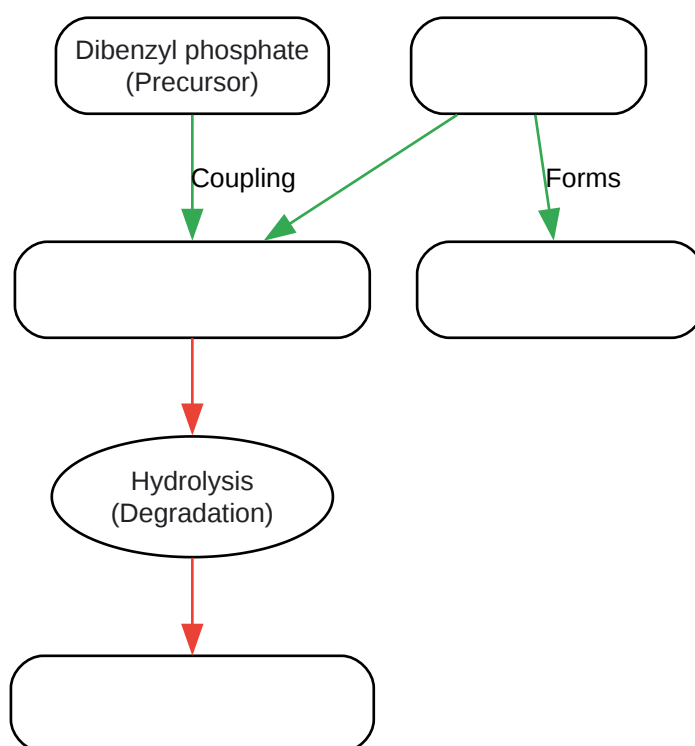 Dibenzyl phosphate
(Precursor)
Coupling
Forms
Hydrolysis
(Degradation)